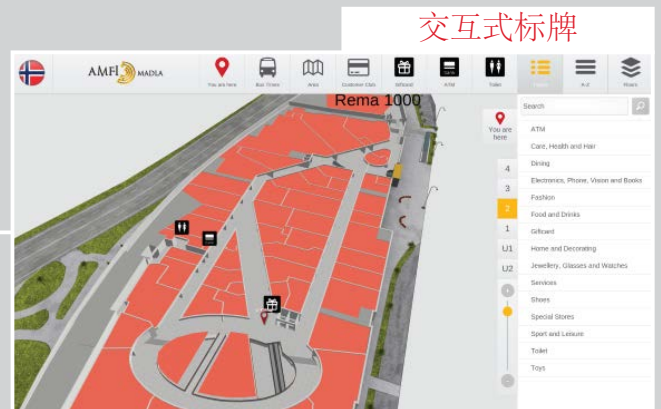 交互式标牌
AMFI MADLA
You are here
Bus Times
Area
Customer Club
Giftcard
ATM
Toilet
A-Z
Floors
Rema 1000
Search
You are
here
4
3
2
1
U1
U2
ATM
Care, Health and Hair
Dining
Electronics, Phone, Vision and Books
Fashion
Food and Drinks
Giftcard
Home and Decorating
Jewellery, Glasses and Watches
Services
Shoes
Special Stores
Sport and Leisure
Toilet
Toys